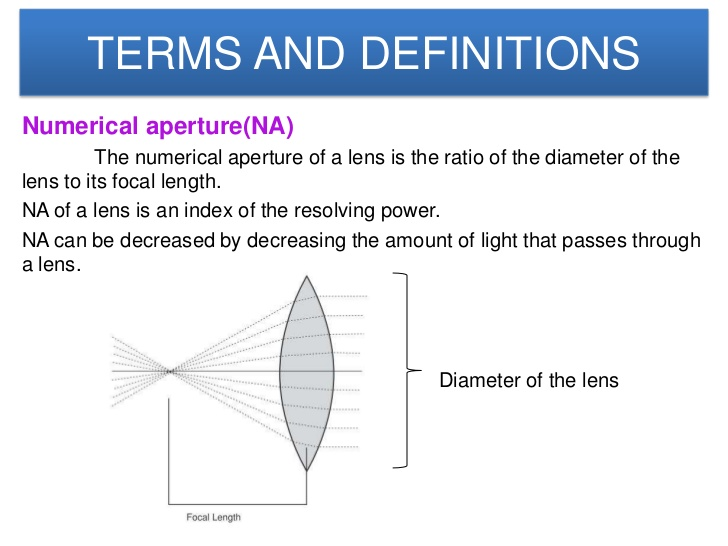 TERMS AND DEFINITIONS
Numerical aperture(NA)
The numerical aperture of a lens is the ratio of the diameter of the
lens to its focal length.
NA of a lens is an index of the resolving power.
NA can be decreased by decreasing the amount of light that passes through
a lens.
Diameter of the lens
Focal Length